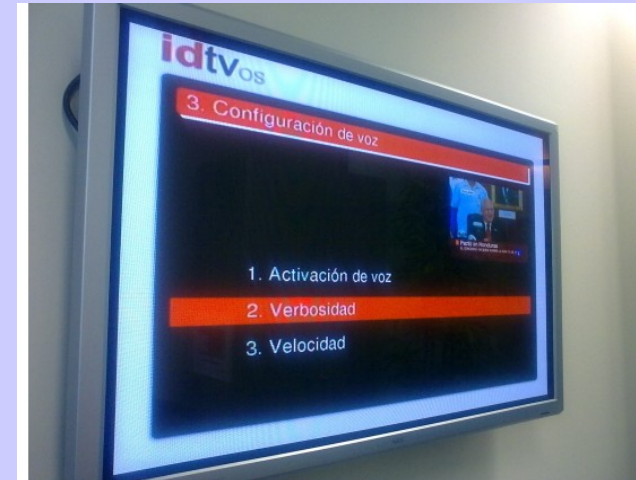 idtvos
3. Configuración de voz
1. Activación de voz
2. Verbosidad
3. Velocidad